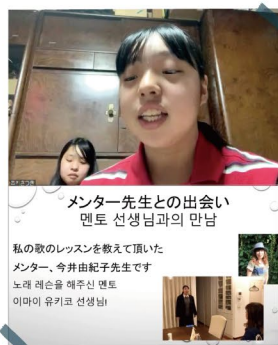 メンター先生との出会い
멘토 선생님과의 만남
私の歌のレッスンを教えて頂いた
メンター、今井由紀子先生です
노래 레슨을 해주신 멘토
이마이 유키코 선생님!